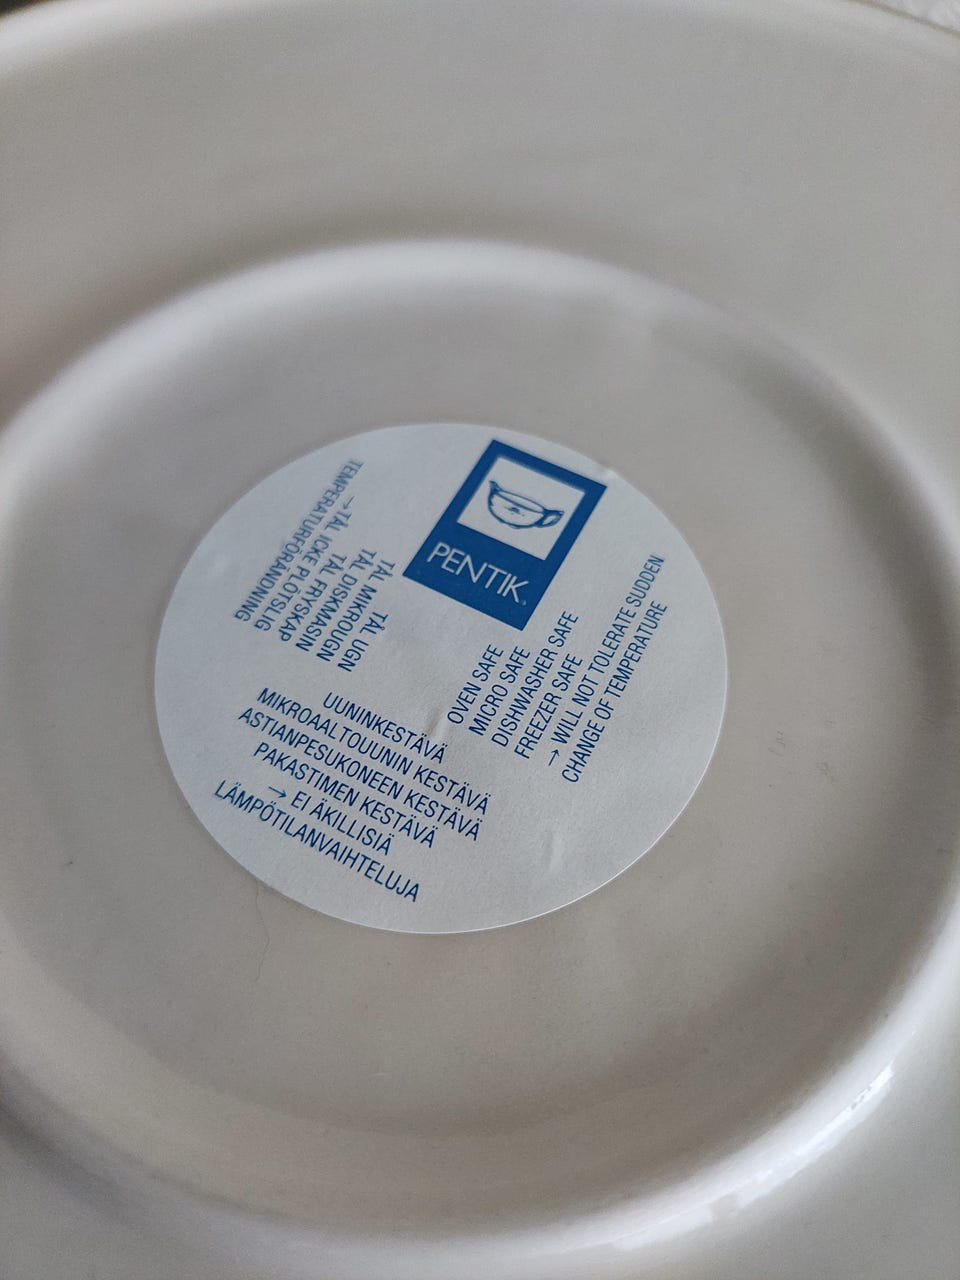 PENTIK
OVEN SAFE
MICRO SAFE
DISHWASHER SAFE
FREEZER SAFE
→ WILL NOT TOLERATE SUDDEN
CHANGE OF TEMPERATURE
UUNINKESTÄVÄ
MIKROAALTOUUNIN KESTÄVÄ
ASTIANPESUKONEEN KESTÄVÄ
PAKASTIMEN KESTÄVÄ
→ EI ÄKILLISIÄ
LÄMPÖTILANVAIHTELUJA
TÅL UGN
TÅL MIKROUGN
TÅL DISKMASIN
TÅL FRYSKAP
→ TÅL ICKE PLÖTSLIG
TEMPERATURFÖRÄNDNING